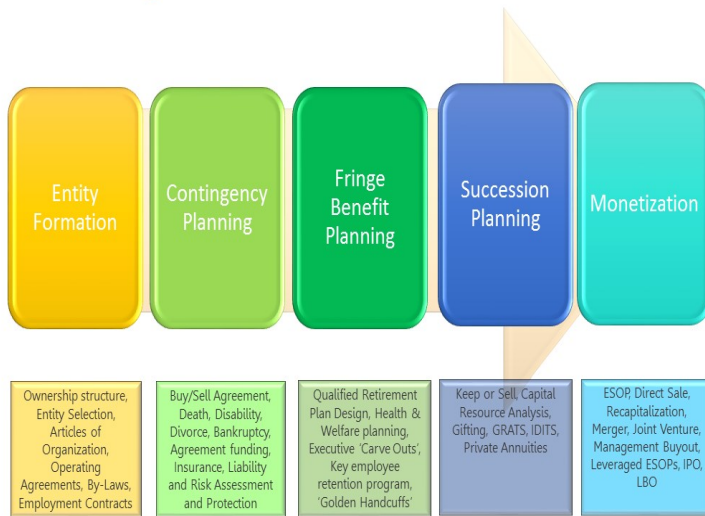 Entity
Formation
Contingency
Planning
Fringe
Benefit
Planning
Succession
Planning
Monetization
Ownership structure,
Entity Selection,
Articles of
Organization,
Operating
Agreements, By-Laws,
Employment Contracts
Buy/Sell Agreement,
Death, Disability,
Divorce, Bankruptcy,
Agreement funding,
Insurance, Liability
and Risk Assessment
and Protection
Qualified Retirement
Plan Design, Health &
Welfare planning,
Executive ‘Carve Outs’,
Key employee
retention program,
‘Golden Handcuffs’
Keep or Sell, Capital
Resource Analysis,
Gifting, GRATS, IDITS,
Private Annuities
ESOP, Direct Sale,
Recapitalization,
Merger, Joint Venture,
Management Buyout,
Leveraged ESOPs, IPO,
LBO